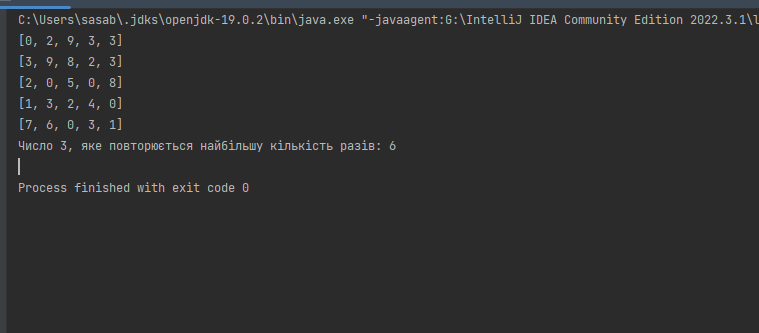 C:\Users\sasab\.jdks\openjdk-19.0.2\bin\java.exe "-javaagent:G:\IntelliJ IDEA Community Edition 2022.3.1\l
[0, 2, 9, 3, 3]
[3, 9, 8, 2, 3]
[2, 0, 5, 0, 8]
[1, 3, 2, 4, 0]
[7, 6, 0, 3, 1]
Число 3, яке повторюється найбільшу кількість разів: 6
Process finished with exit code 0